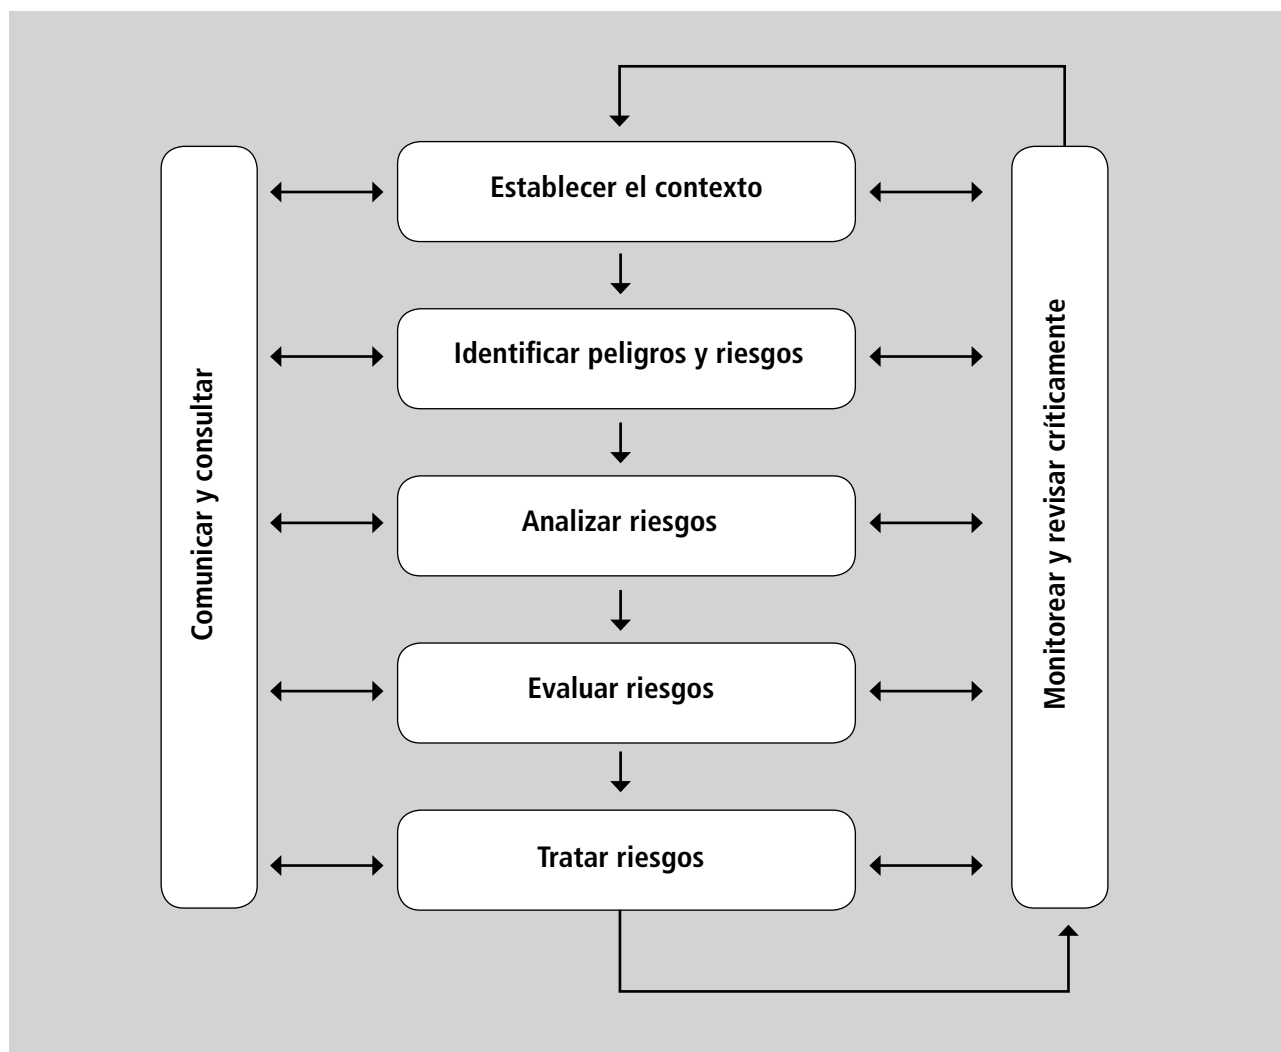 Establecer el contexto
Identificar peligros y riesgos
Analizar riesgos
Evaluar riesgos
Tratar riesgos
Comunicar y consultar
Monitorear y revisar críticamente